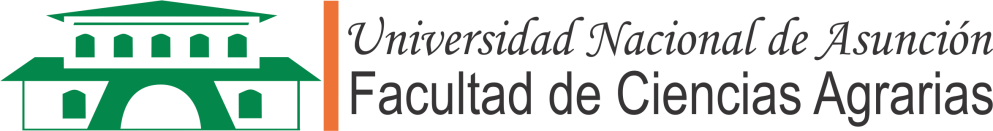 Universidad Nacional de Asunción
Facultad de Ciencias Agrarias